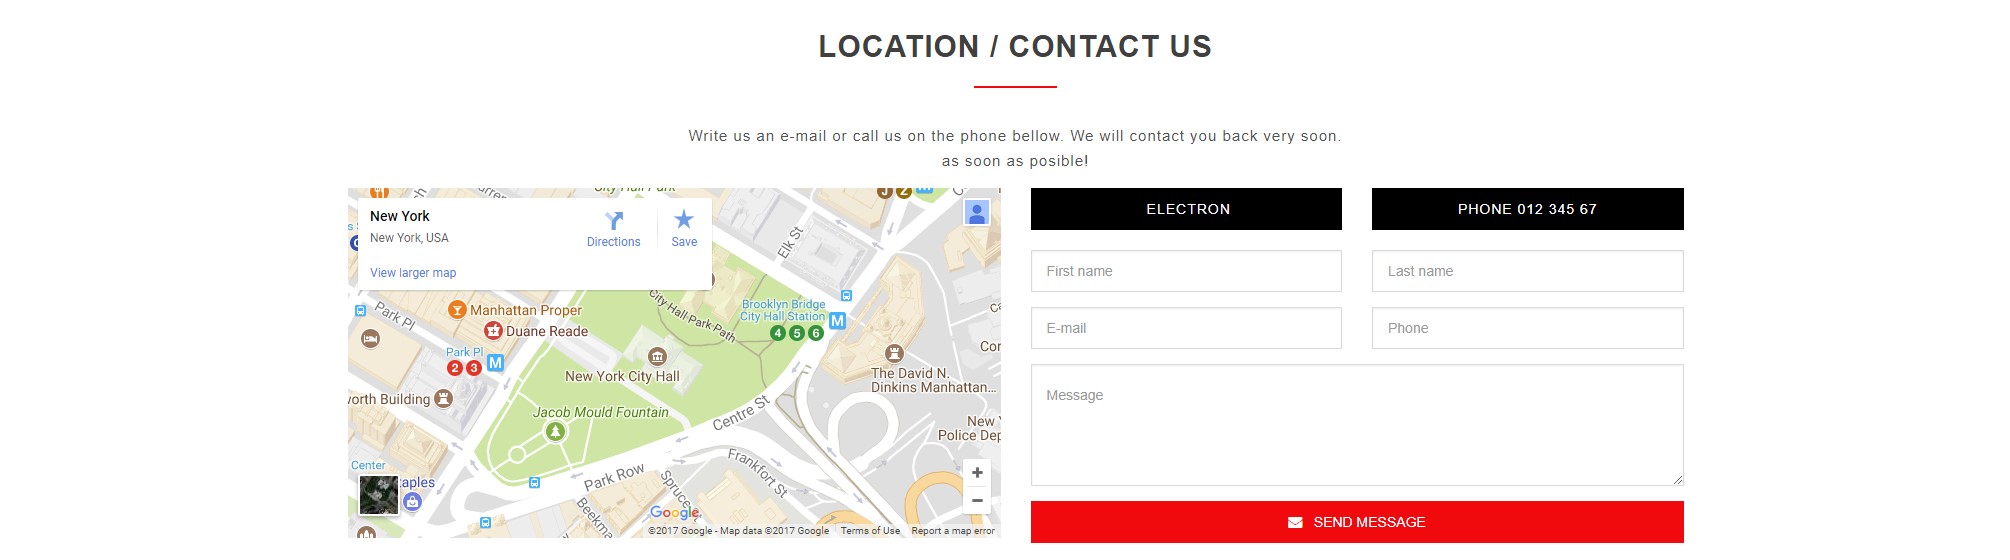 LOCATION / CONTACT US
Write us an e-mail or call us on the phone bellow. We will contact you back very soon.
as soon as posible!
City Hall Park
J Z
New York
New York, USA
Directions
Save
View larger map
Elk St
Manhattan Proper
Duane Reade
Park Pl
Park Pl
2 3
M
City Hall Park Path
Brooklyn Bridge
City Hall Station
4 5 6
M
New York City Hall
The David N.
Dinkins Manhattan...
orth Building
Jacob Mould Fountain
Centre St
New Y
Police Dep
Center
aples
Park Row
Frankfort St
Spruce
Beekma
Google
©2017 Google - Map data ©2017 Google
Terms of Use
Report a map error
+
−
ELECTRON
PHONE 012 345 67
First name
Last name
E-mail
Phone
Message
SEND MESSAGE